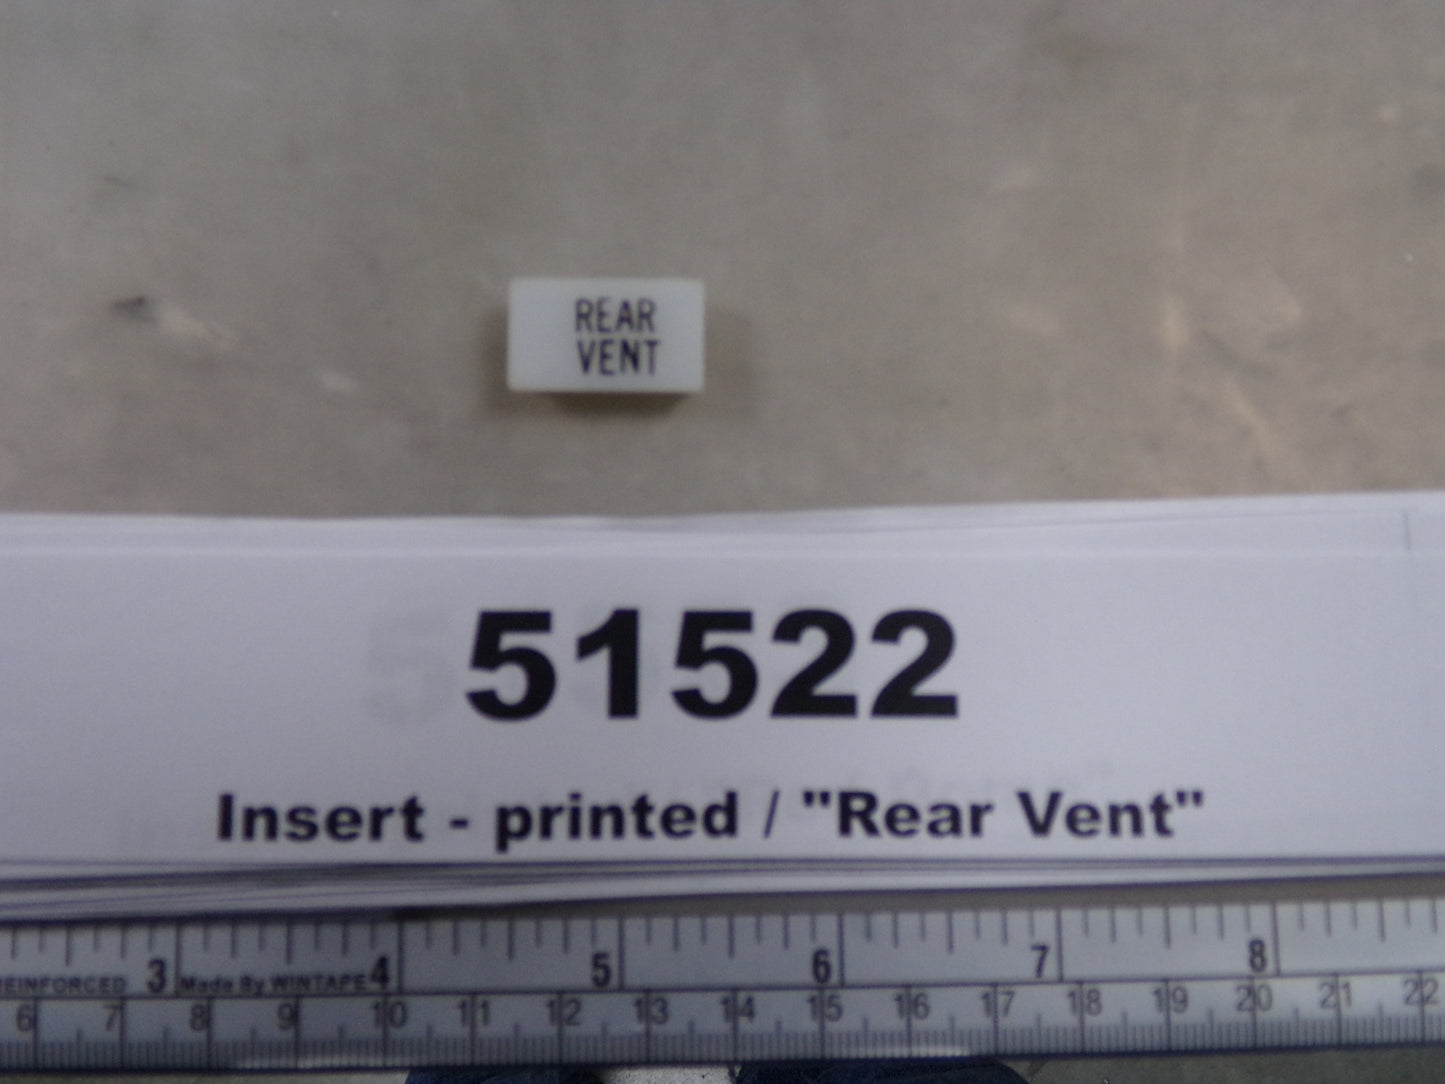 REAR
VENT
51522
Insert - printed / "Rear Vent"
3 4 5 6 7 8
REINFORCED Made By WINTAPE
6 7 8 9 10 11 12 13 14 15 16 17 18 19 20 21 22